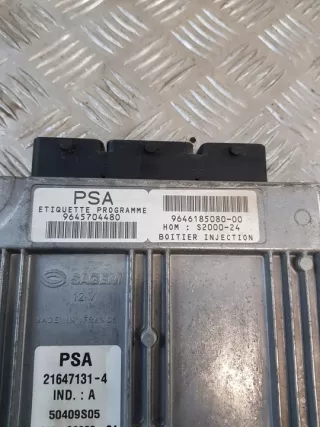 PSA
ETIQUETTE PROGRAMME
9645704480
9646185080-00
HOM : S2000-24
BOITIER INJECTION
SAGEM
12 V
MADE IN FRANCE
PSA
21647131-4
IND. : A
50409S05